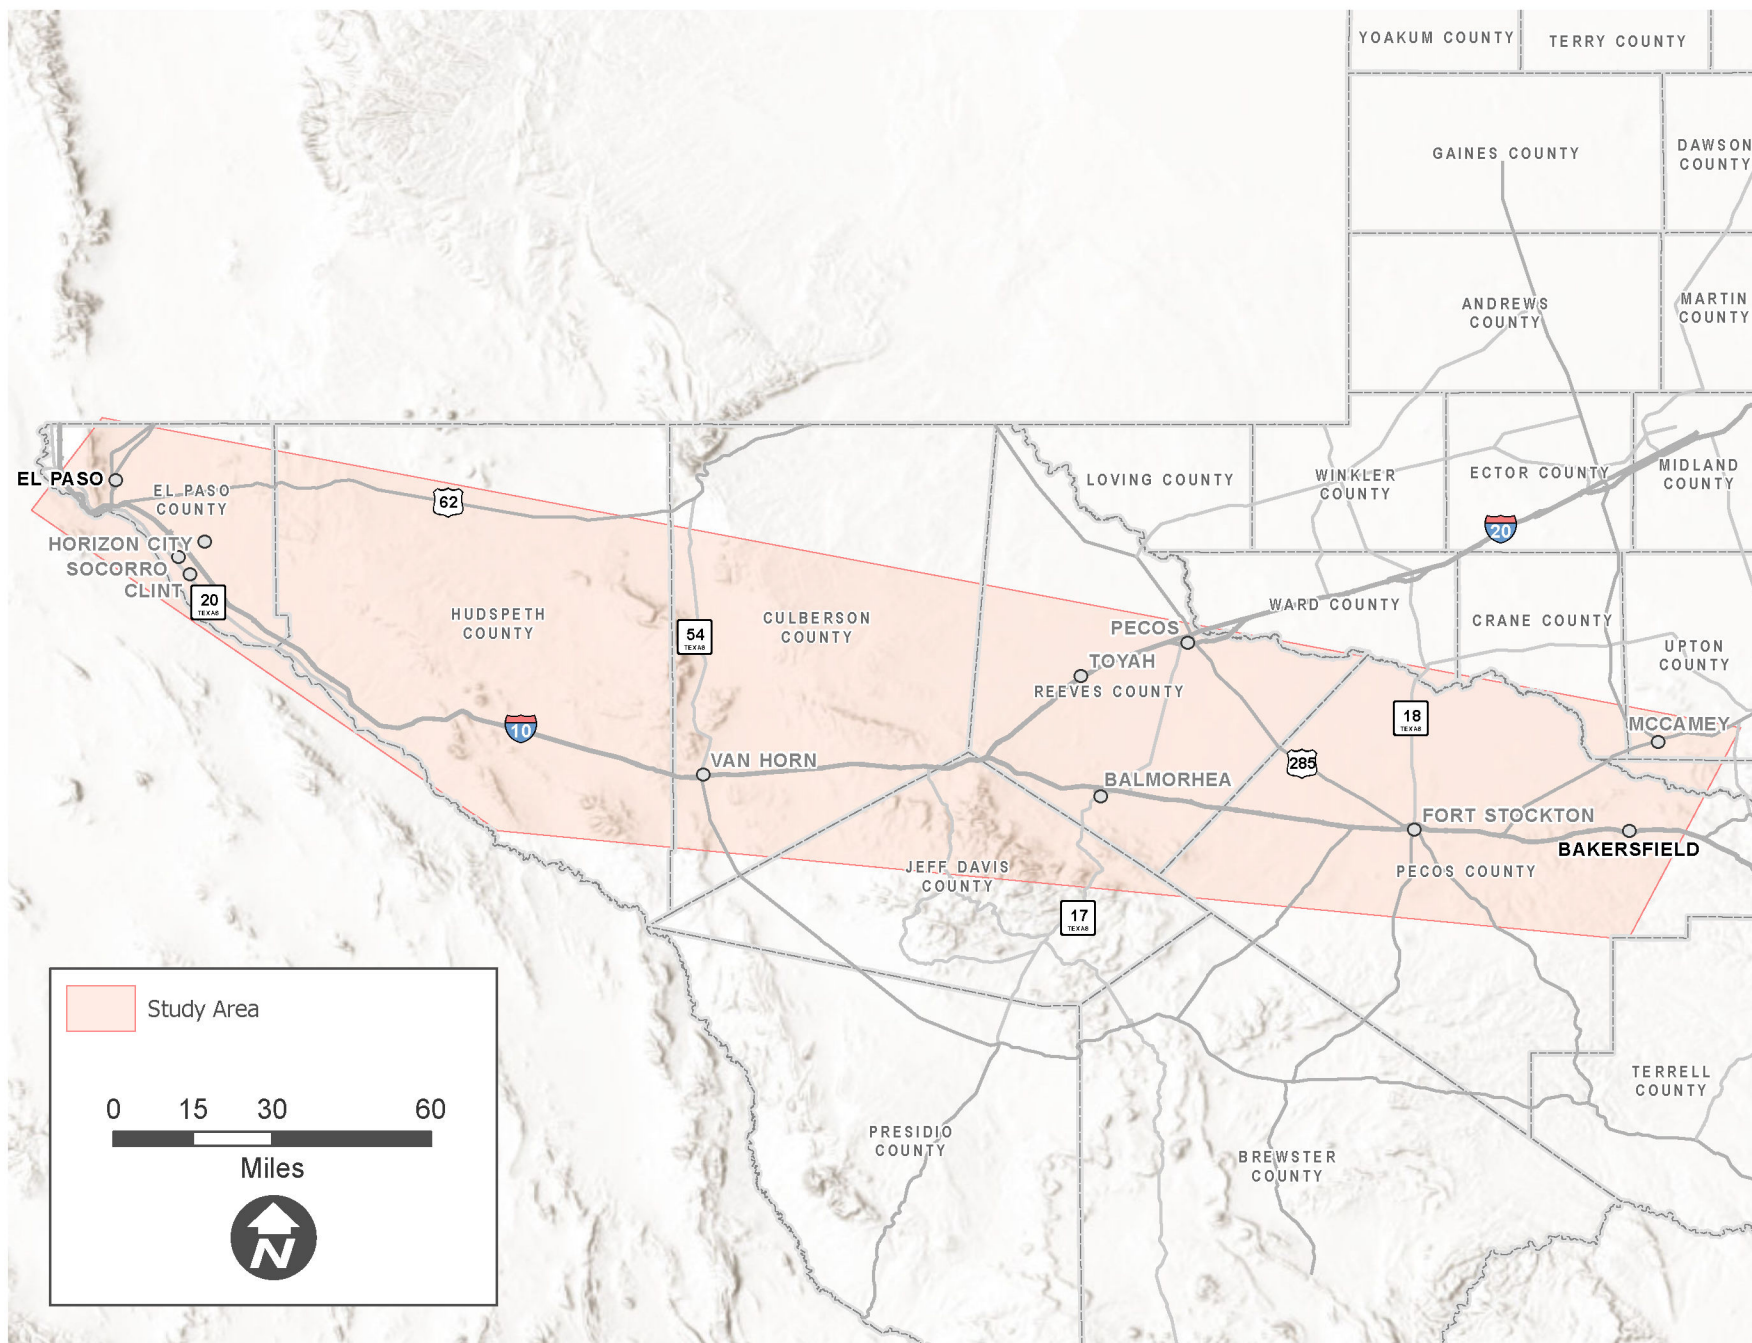 YOAKUM COUNTY
TERRY COUNTY
GAINES COUNTY
DAWSON
COUNTY
ANDREWS
COUNTY
MARTIN
COUNTY
EL PASO
EL PASO
COUNTY
62
LOVING COUNTY
WINKLER
COUNTY
ECTOR COUNTY
MIDLAND
COUNTY
20
HORIZON CITY
SOCORRO
CLINT
20
TEXAS
HUDSPETH
COUNTY
54
TEXAS
CULBERSON
COUNTY
PECOS
WARD COUNTY
CRANE COUNTY
UPTON
COUNTY
TOYAH
REEVES COUNTY
10
18
TEXAS
MCCAMEY
VAN HORN
BALMORHEA
285
FORT STOCKTON
BAKERSFIELD
JEFF DAVIS
COUNTY
PECOS COUNTY
17
TEXAS
Study Area
0 15 30 60
Miles
N
TERRELL
COUNTY
PRESIDIO
COUNTY
BREWSTER
COUNTY